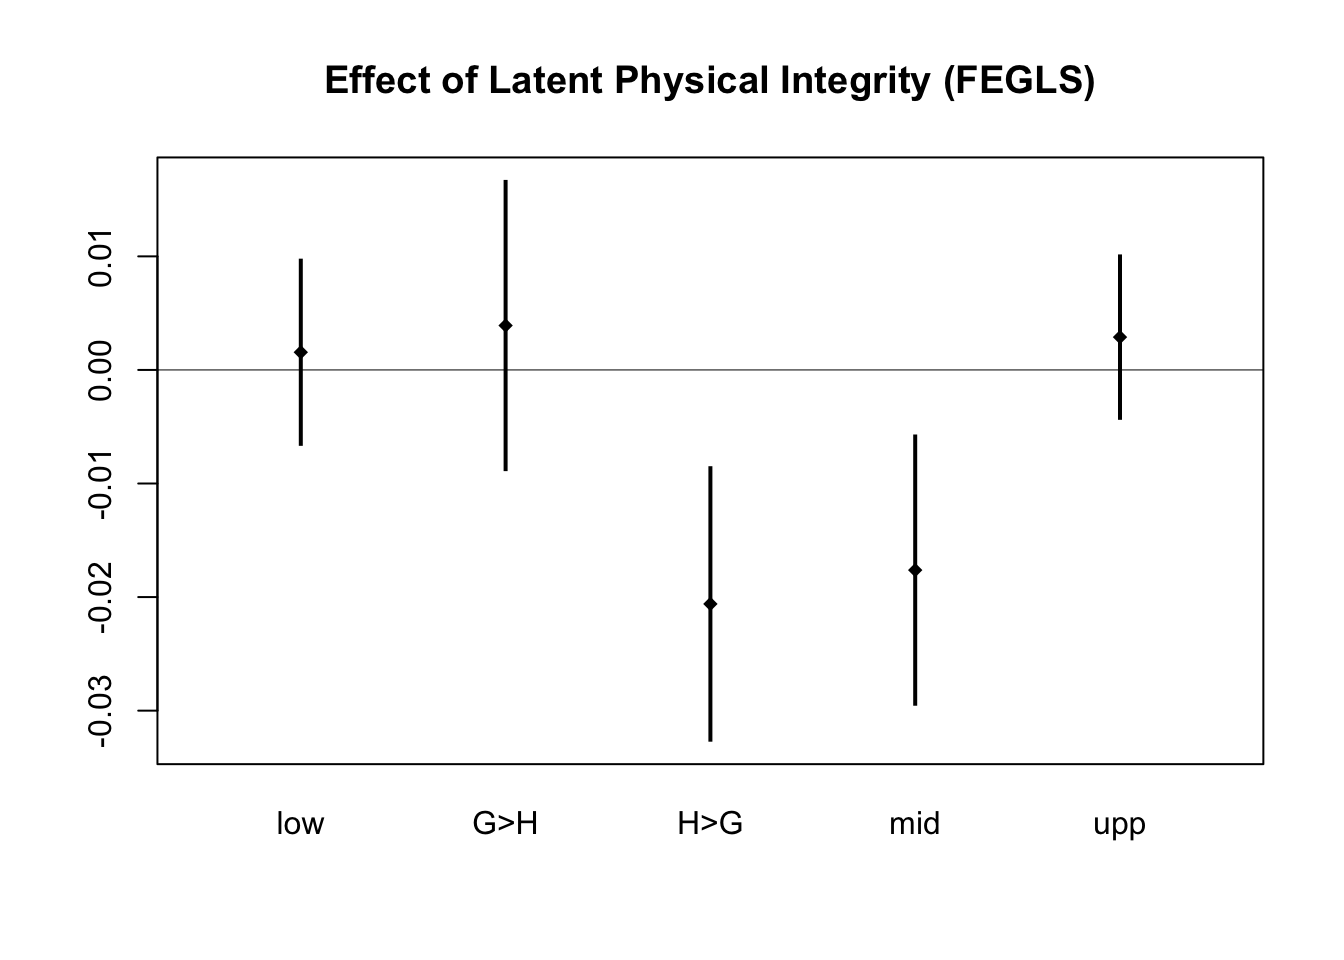 Effect of Latent Physical Integrity (FEGLS)
0.01
0.00
-0.01
-0.02
-0.03
low G>H H>G mid upp